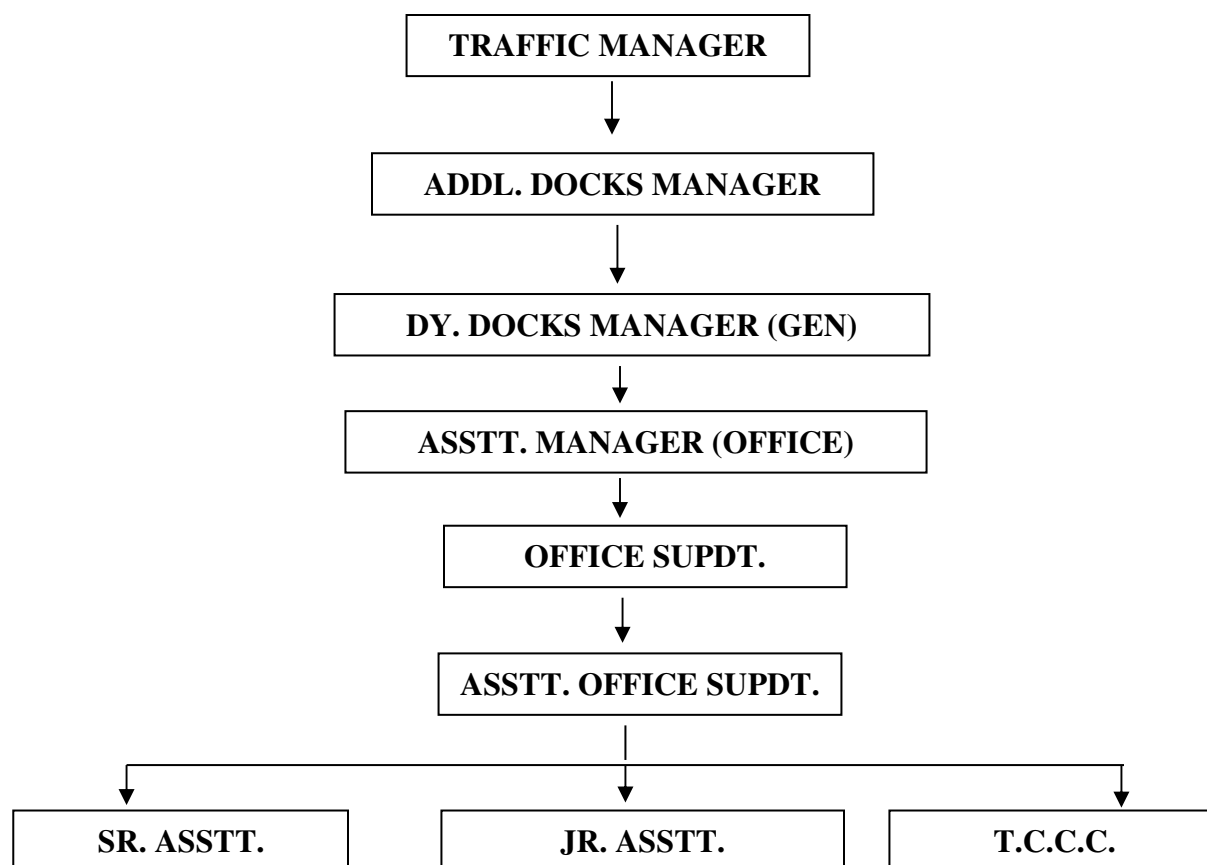 TRAFFIC MANAGER
ADDL. DOCKS MANAGER
DY. DOCKS MANAGER (GEN)
ASSTT. MANAGER (OFFICE)
OFFICE SUPDT.
ASSTT. OFFICE SUPDT.
SR. ASSTT.
JR. ASSTT.
T.C.C.C.